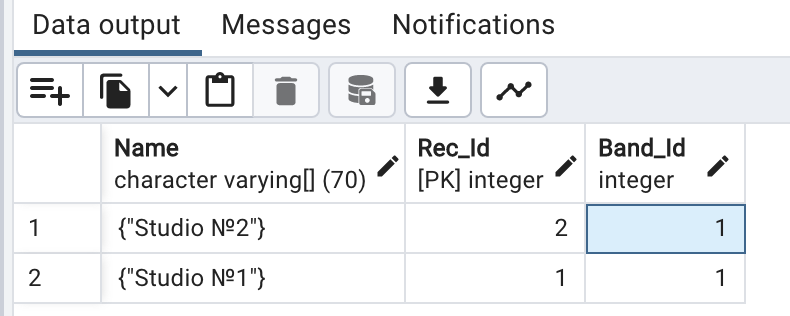 Data output Messages Notifications
Name Rec_Id Band_Id
character varying[] (70) [PK] integer integer
1 {"Studio №2"} 2 1
2 {"Studio №1"} 1 1